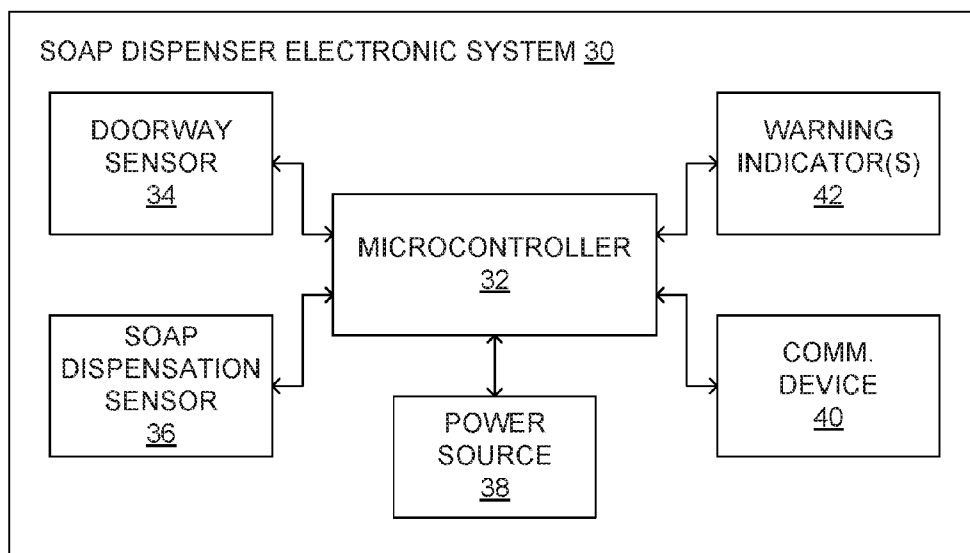 SOAP DISPENSER ELECTRONIC SYSTEM 30
DOORWAY
SENSOR
34
WARNING
INDICATOR(S)
42
MICROCONTROLLER
32
SOAP
DISPENSATION
SENSOR
36
COMM.
DEVICE
40
POWER
SOURCE
38